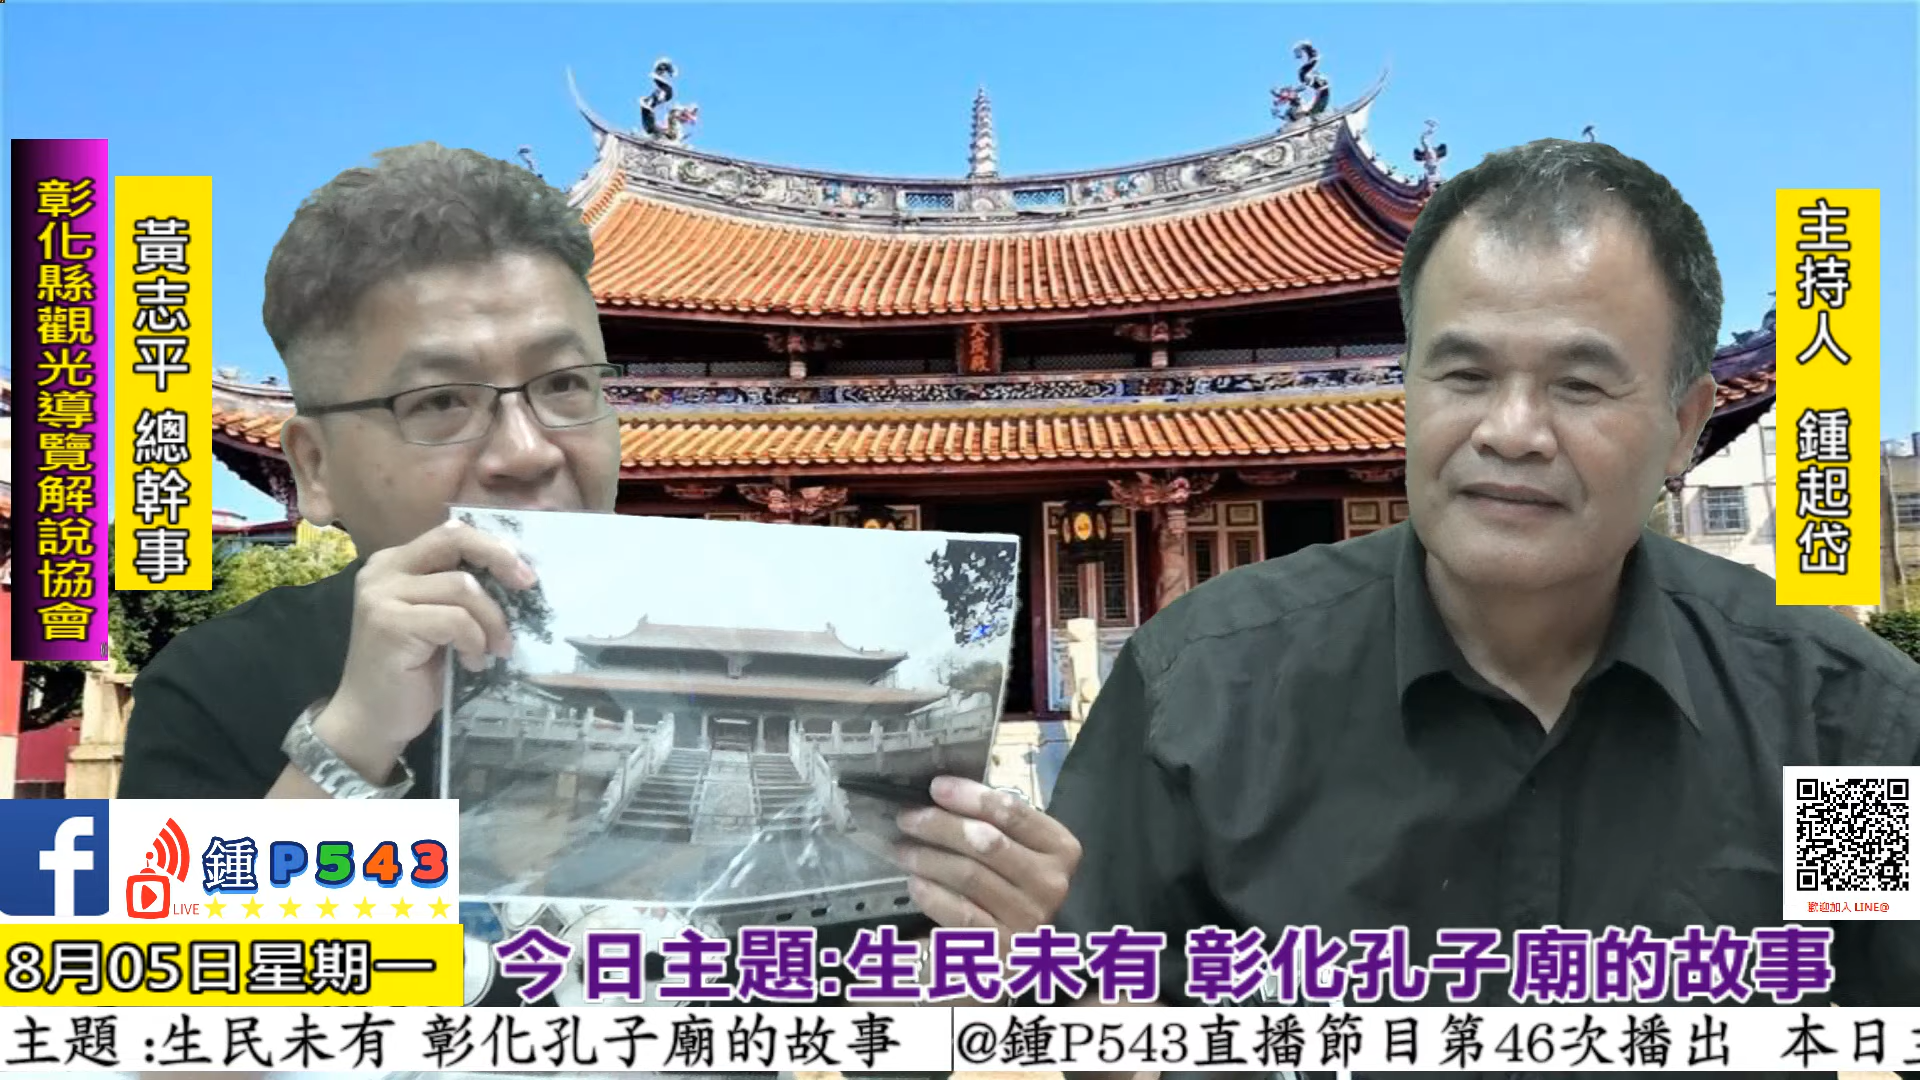 彰化縣觀光導覽解說協會
黃志平 總幹事
主持人 鍾起岱
大成殿
鍾P543
LIVE
歡迎加入 LINE@
8月05日星期一
今日主題:生民未有 彰化孔子廟的故事
主題 :生民未有 彰化孔子廟的故事
@鍾P543直播節目第46次播出 本日主